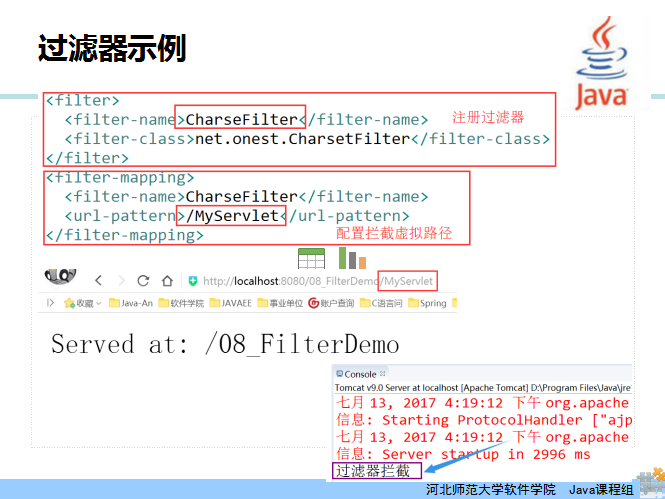 过滤器示例
Java
<filter>
<filter-name>CharseFilter</filter-name>
注册过滤器
<filter-class>net.onest.CharsetFilter</filter-class>
</filter>
<filter-mapping>
<filter-name>CharseFilter</filter-name>
<url-pattern>/MyServlet</url-pattern>
</filter-mapping>
配置拦截虚拟路径
http://localhost:8080/08_FilterDemo/MyServlet
收藏 Java-An 软件学院 JAVAEE 事业单位 账户查询 C语言问 Spring
Served at: /08_FilterDemo
Console
Tomcat v9.0 Server at localhost [Apache Tomcat] D:\Program Files\Java\jre
七月 13, 2017 4:19:12 下午 org.apache
信息: Starting ProtocolHandler ["ajp
七月 13, 2017 4:19:12 下午 org.apache
信息: Server startup in 2996 ms
过滤器拦截
河北师范大学软件学院 Java课程组